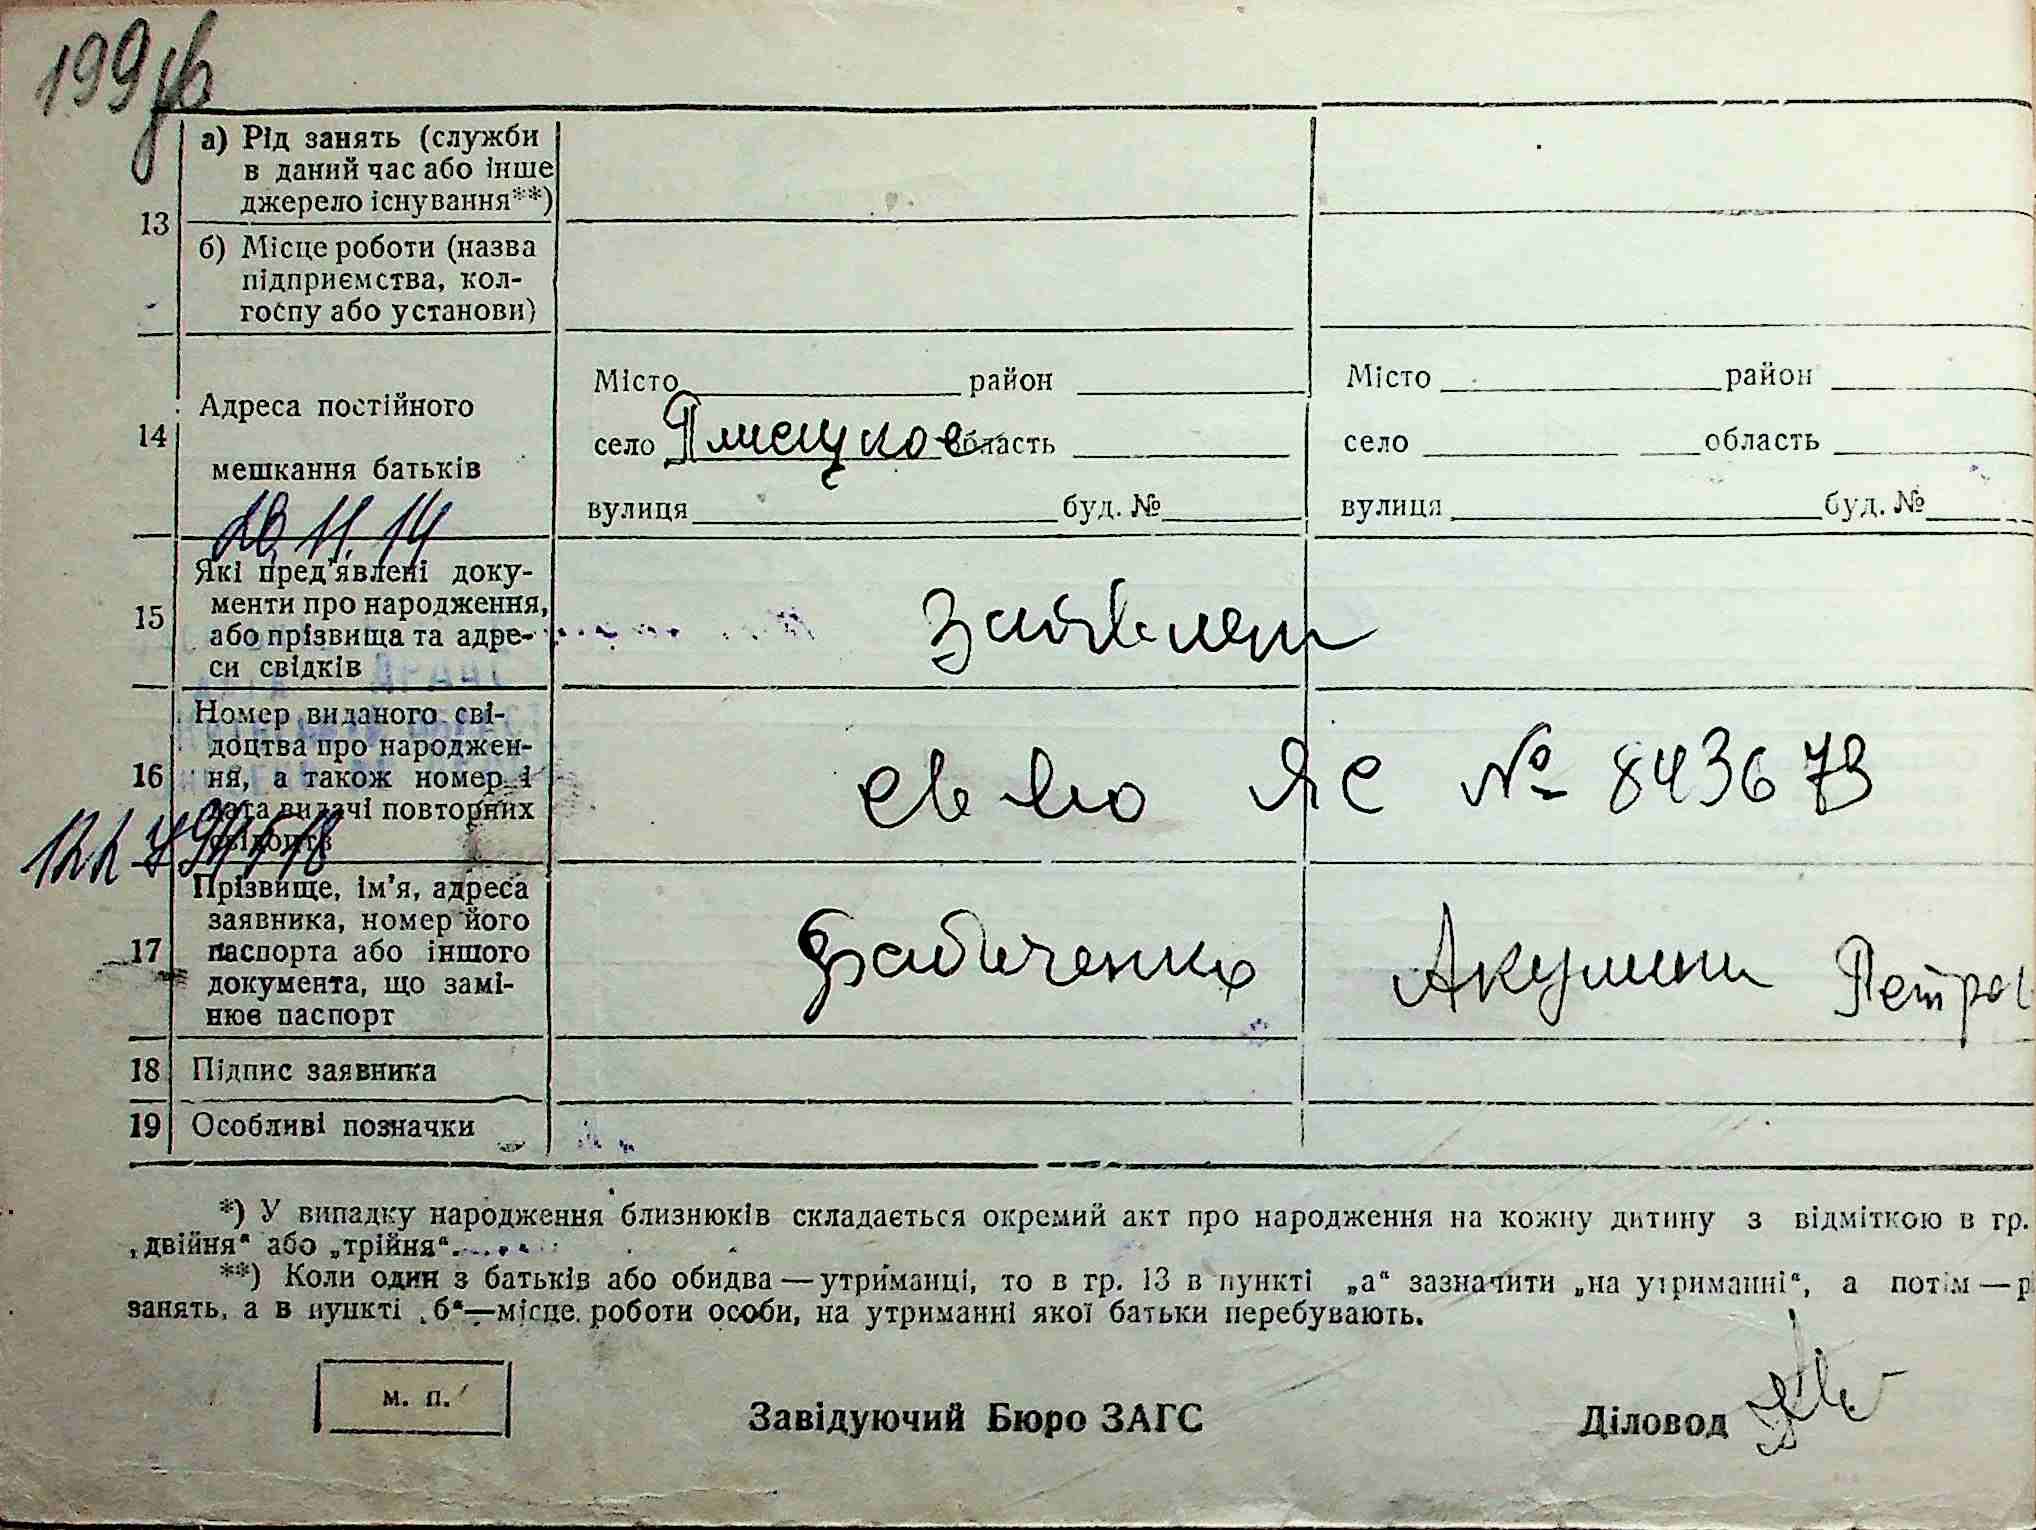 199
а) Рід занять (служби
в даний час або інше
джерело існування**)
13
б) Місце роботи (назва
підприємства, кол-
госпу або установи)
Місто район
Місто район
Адреса постійного
14
село область
село область
мешкання батьків
вулиця буд. №
вулиця буд. №
20.11.14
Які пред'явлені доку-
менти про народження,
15
або прізвища та адре-
си свідків
Номер виданого сві-
доцтва про народжен-
16 ня, а також номер і
дата видачі повторних
свідоцтв
св во ЯС № 843673
Прізвище, ім'я, адреса
заявника, номер його
17 паспорта або іншого
документа, що замі-
нює паспорт
Бабиченко Акулини Петро
18 Підпис заявника
19 Особливі позначки
*) У випадку народження близнюків складається окремий акт про народження на кожну дитину з відміткою в гр.
„двійня“ або „трійня“.
**) Коли один з батьків або обидва — утриманці, то в гр. 13 в пункті „а“ зазначити „на утриманні“, а потім — р
занять, а в пункті „б“—місце роботи особи, на утриманні якої батьки перебувають.
м. п.
Завідуючий Бюро ЗАГС Діловод